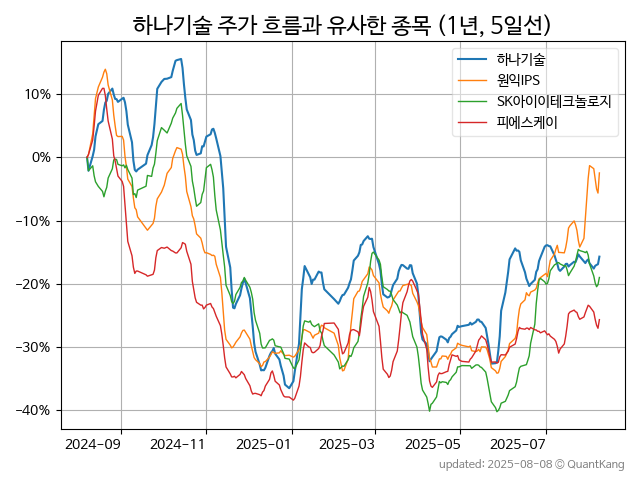 하나기술 주가 흐름과 유사한 종목 (1년, 5일선)
하나기술
원익IPS
SK아이이테크놀로지
피에스케이
10%
0%
−10%
−20%
−30%
−40%
2024-09
2024-11
2025-01
2025-03
2025-05
2025-07
updated: 2025-08-08 © QuantKang